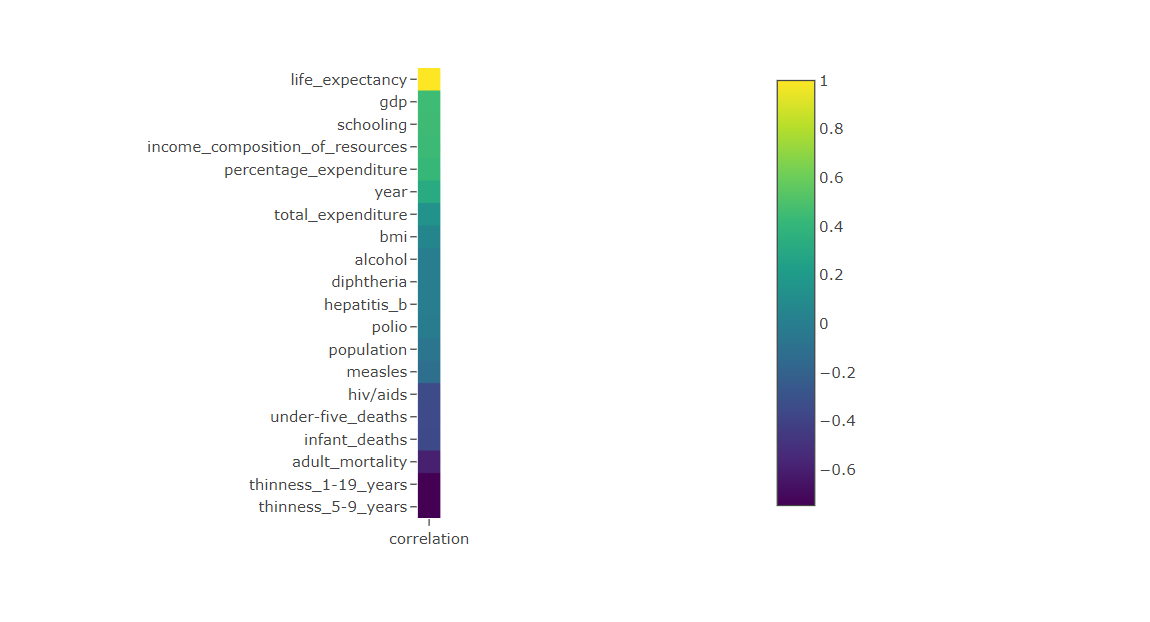 life_expectancy
gdp
schooling
income_composition_of_resources
percentage_expenditure
year
total_expenditure
bmi
alcohol
diphtheria
hepatitis_b
polio
population
measles
hiv/aids
under-five_deaths
infant_deaths
adult_mortality
thinness_1-19_years
thinness_5-9_years
correlation
1
0.8
0.6
0.4
0.2
0
−0.2
−0.4
−0.6